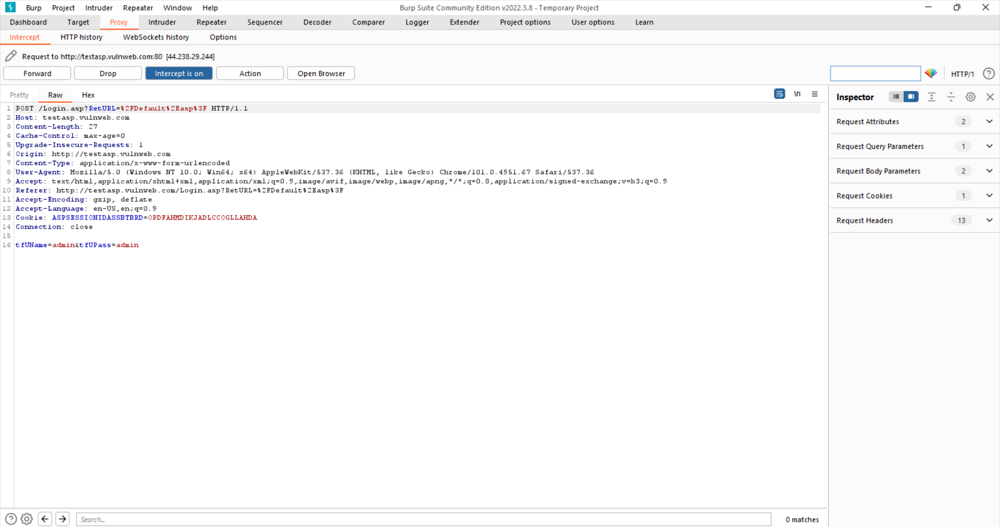 Burp Project Intruder Repeater Window Help Burp Suite Community Edition v2022.3.8 - Temporary Project
Dashboard Target Proxy Intruder Repeater Sequencer Decoder Comparer Logger Extender Project options User options Learn
Intercept HTTP history WebSockets history Options
Request to http://testasp.vulnweb.com:80 [44.238.29.244]
Forward Drop Intercept is on Action Open Browser HTTP/1 ?
Pretty Raw Hex \n
1 POST /Login.asp?RetURL=%2FDefault%2Easp%3F HTTP/1.1
2 Host: testasp.vulnweb.com
3 Content-Length: 27
4 Cache-Control: max-age=0
5 Upgrade-Insecure-Requests: 1
6 Origin: http://testasp.vulnweb.com
7 Content-Type: application/x-www-form-urlencoded
8 User-Agent: Mozilla/5.0 (Windows NT 10.0; Win64; x64) AppleWebKit/537.36 (KHTML, like Gecko) Chrome/101.0.4951.67 Safari/537.36
9 Accept: text/html,application/xhtml+xml,application/xml;q=0.9,image/avif,image/webp,image/apng,*/*;q=0.8,application/signed-exchange;v=b3;q=0.9
10 Referer: http://testasp.vulnweb.com/Login.asp?RetURL=%2FDefault%2Easp%3F
11 Accept-Encoding: gzip, deflate
12 Accept-Language: en-US,en;q=0.9
13 Cookie: ASPSESSIONIDASSBTBRD=OPDFAHMDIKJADLCCOGLLAHDA
14 Connection: close
15
16 tfUName=admin&tfUPass=admin
Inspector
Request Attributes 2
Request Query Parameters 1
Request Body Parameters 2
Request Cookies 1
Request Headers 13
? Search... 0 matches